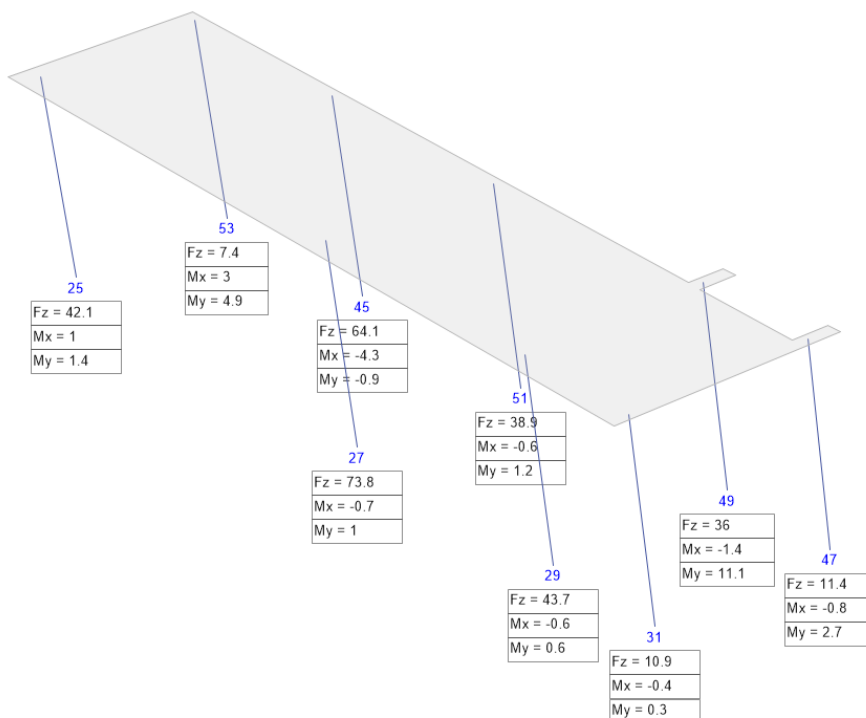 53
Fz = 7.4
Mx = 3
My = 4.9
25
Fz = 42.1
Mx = 1
My = 1.4
45
Fz = 64.1
Mx = -4.3
My = -0.9
51
Fz = 38.9
Mx = -0.6
My = 1.2
27
Fz = 73.8
Mx = -0.7
My = 1
49
Fz = 36
Mx = -1.4
My = 11.1
47
Fz = 11.4
Mx = -0.8
My = 2.7
29
Fz = 43.7
Mx = -0.6
My = 0.6
31
Fz = 10.9
Mx = -0.4
My = 0.3